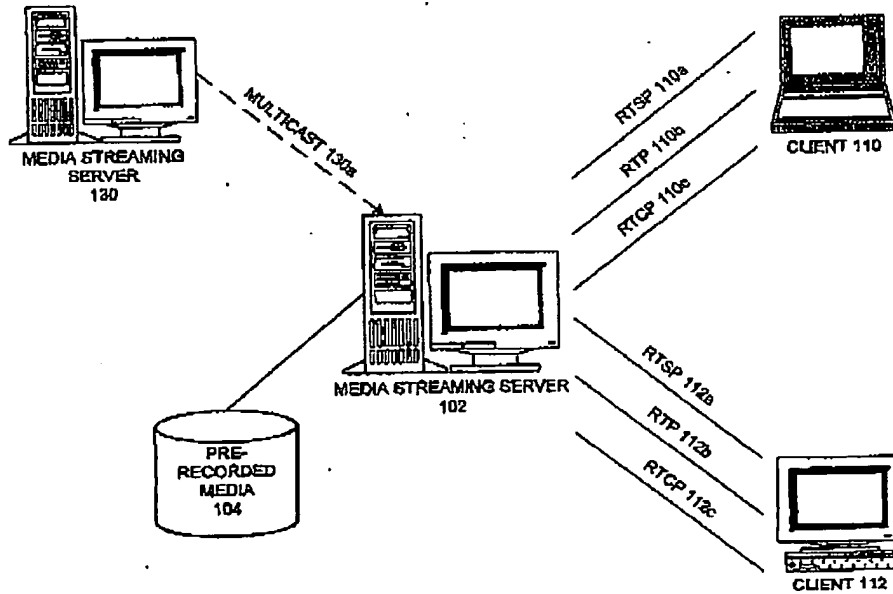 MEDIA STREAMING
SERVER
130
MULTICAST 130a
RTSP 110a
RTP 110b
RTCP 110c
CLIENT 110
MEDIA STREAMING SERVER
102
PRE-
RECORDED
MEDIA
104
RTSP 112a
RTP 112b
RTCP 112c
CLIENT 112